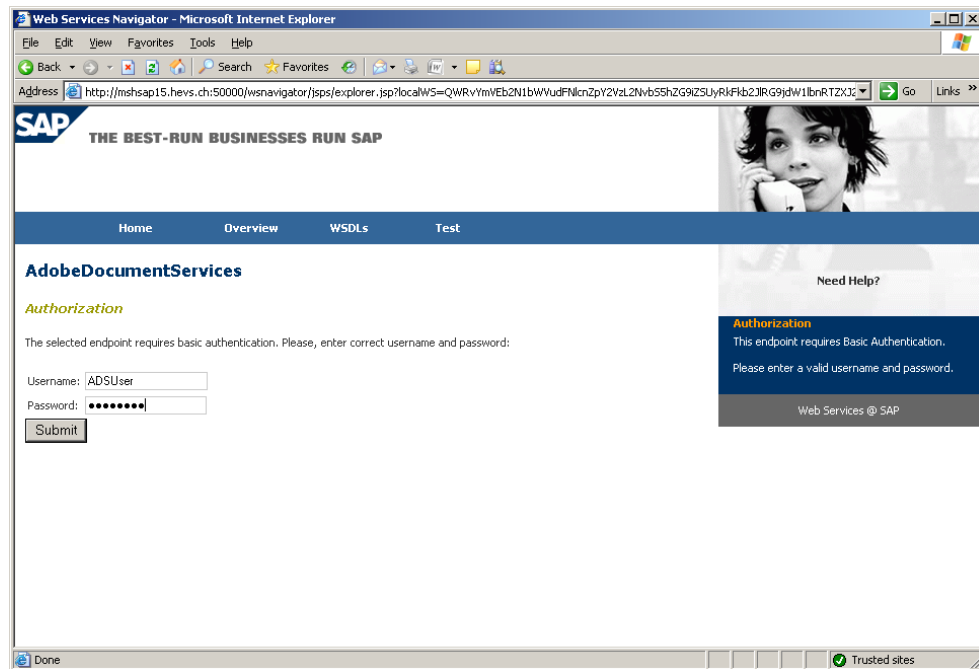 Web Services Navigator - Microsoft Internet Explorer
File Edit View Favorites Tools Help
Back Search Favorites
Address http://mshsap15.hevs.ch:50000/wsnavigator/jsps/explorer.jsp?localWS= Go Links »
SAP THE BEST-RUN BUSINESSES RUN SAP
Home Overview WSDLs Test
AdobeDocumentServices
Need Help?
Authorization
Authorization
The selected endpoint requires basic authentication. Please, enter correct username and password:
This endpoint requires Basic Authentication.
Please enter a valid username and password.
Username: ADSUser
Password: ●●●●●●●●
Web Services @ SAP
Submit
Done Trusted sites